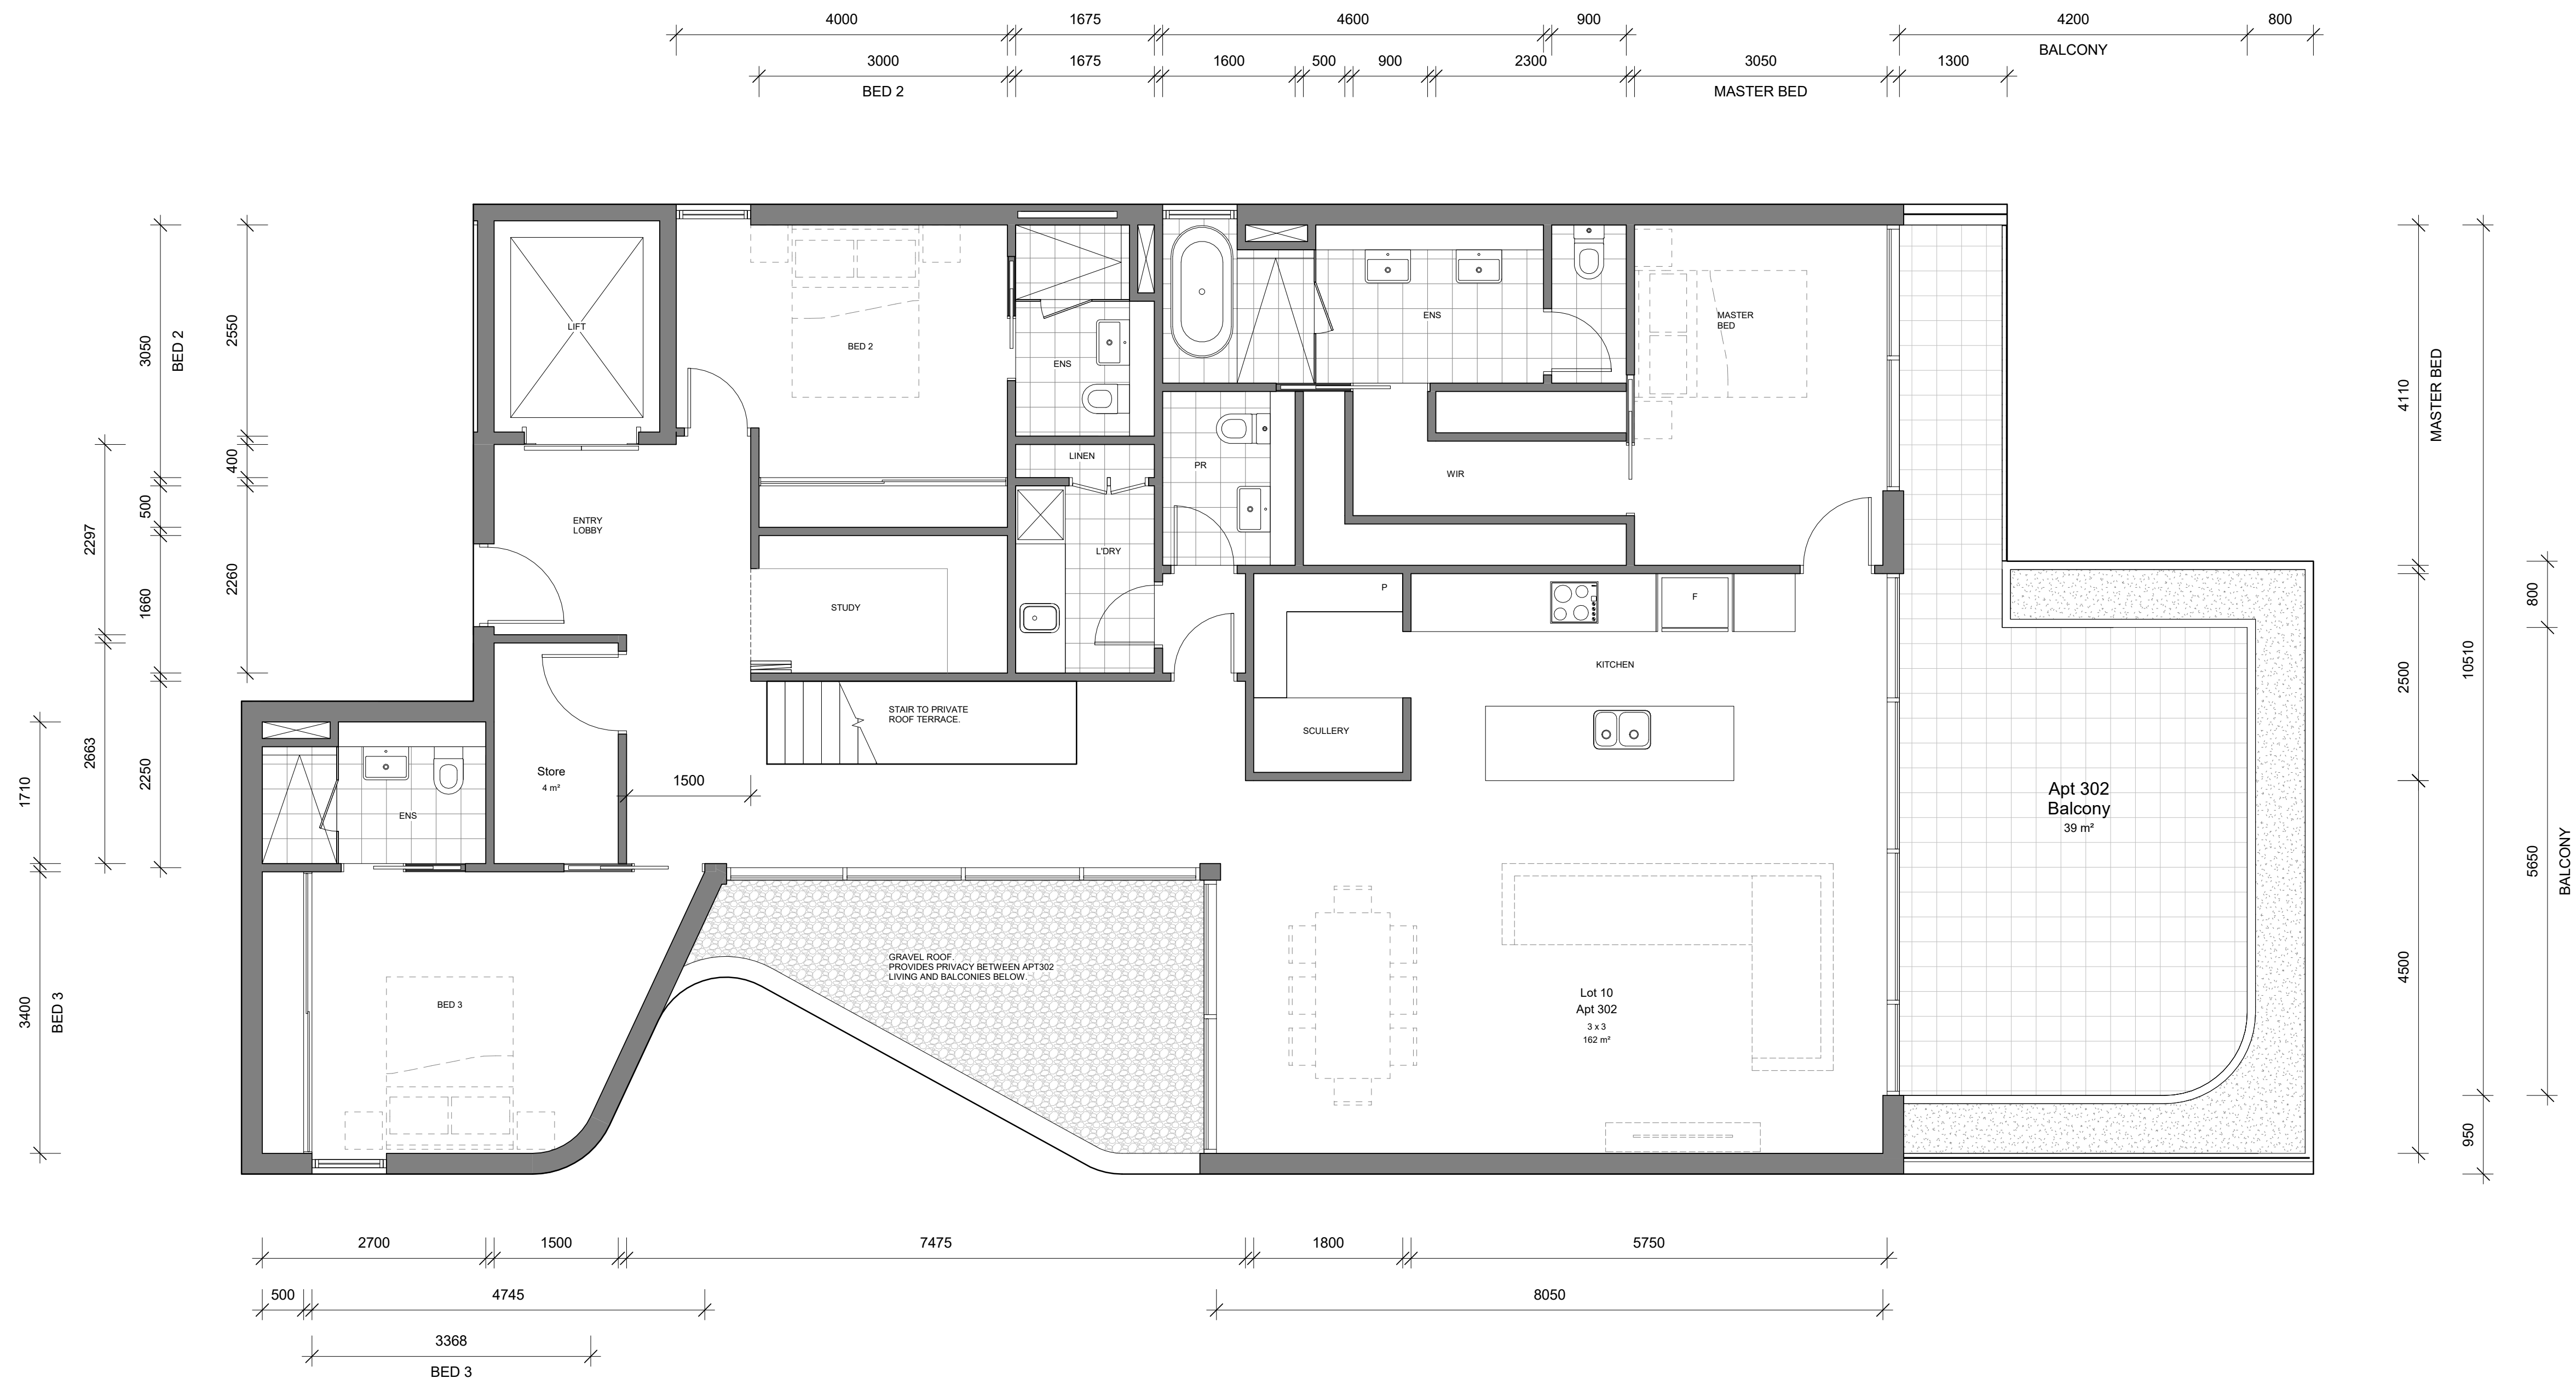 4000
1675
4600
900
4200
800
BALCONY
3000
1675
1600
500
900
2300
3050
1300
BED 2
MASTER BED
3050
BED 2
2550
400
500
2297
1660
2260
2663
2250
1710
3400
BED 3
LIFT
BED 2
ENS
ENS
MASTER
BED
LINEN
PR
WIR
ENTRY
LOBBY
L'DRY
STUDY
P
F
KITCHEN
STAIR TO PRIVATE
ROOF TERRACE.
SCULLERY
Store
4 m²
1500
ENS
Apt 302
Balcony
39 m²
GRAVEL ROOF.
PROVIDES PRIVACY BETWEEN APT302
LIVING AND BALCONIES BELOW.
BED 3
Lot 10
Apt 302
3 x 3
162 m²
4110
MASTER BED
10510
2500
4500
950
800
5650
BALCONY
2700
1500
7475
1800
5750
500
4745
8050
3368
BED 3